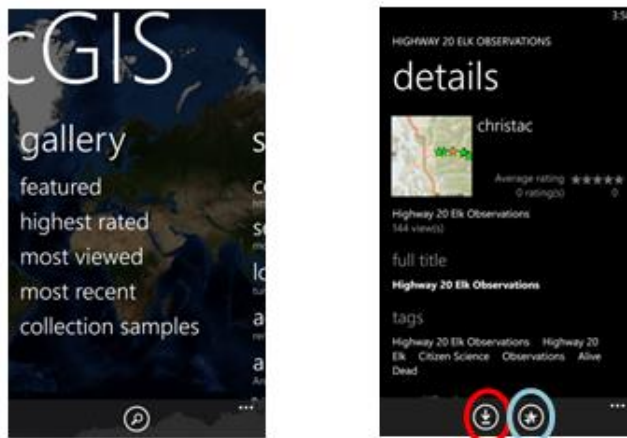 cGIS
gallery
featured
highest rated
most viewed
most recent
collection samples
HIGHWAY 20 ELK OBSERVATIONS
details
christac
Average rating
0 rating(s) 0
Highway 20 Elk Observations
144 view(s)
full title
Highway 20 Elk Observations
tags
Highway 20 Elk Observations Highway 20
Elk Citizen Science Observations Alive
Dead